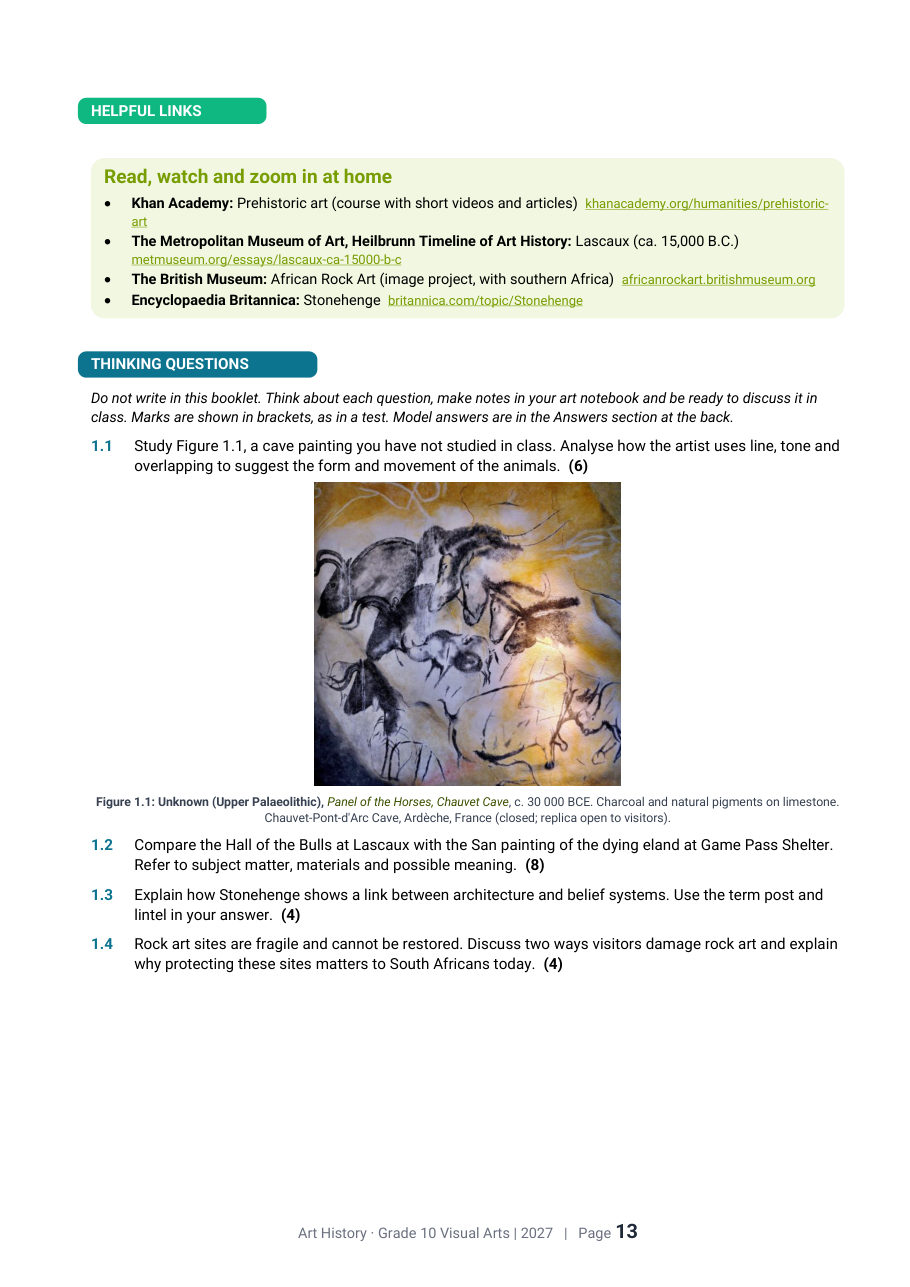 HELPFUL LINKS
Read, watch and zoom in at home
• Khan Academy: Prehistoric art (course with short videos and articles) khanacademy.org/humanities/prehistoric-
art
• The Metropolitan Museum of Art, Heilbrunn Timeline of Art History: Lascaux (ca. 15,000 B.C.)
metmuseum.org/essays/lascaux-ca-15000-b-c
• The British Museum: African Rock Art (image project, with southern Africa) africanrockart.britishmuseum.org
• Encyclopaedia Britannica: Stonehenge britannica.com/topic/Stonehenge
THINKING QUESTIONS
Do not write in this booklet. Think about each question, make notes in your art notebook and be ready to discuss it in
class. Marks are shown in brackets, as in a test. Model answers are in the Answers section at the back.
1.1 Study Figure 1.1, a cave painting you have not studied in class. Analyse how the artist uses line, tone and
overlapping to suggest the form and movement of the animals. (6)
Figure 1.1: Unknown (Upper Palaeolithic), Panel of the Horses, Chauvet Cave, c. 30 000 BCE. Charcoal and natural pigments on limestone.
Chauvet-Pont-d'Arc Cave, Ardèche, France (closed; replica open to visitors).
1.2 Compare the Hall of the Bulls at Lascaux with the San painting of the dying eland at Game Pass Shelter.
Refer to subject matter, materials and possible meaning. (8)
1.3 Explain how Stonehenge shows a link between architecture and belief systems. Use the term post and
lintel in your answer. (4)
1.4 Rock art sites are fragile and cannot be restored. Discuss two ways visitors damage rock art and explain
why protecting these sites matters to South Africans today. (4)
Art History · Grade 10 Visual Arts | 2027 | Page 13